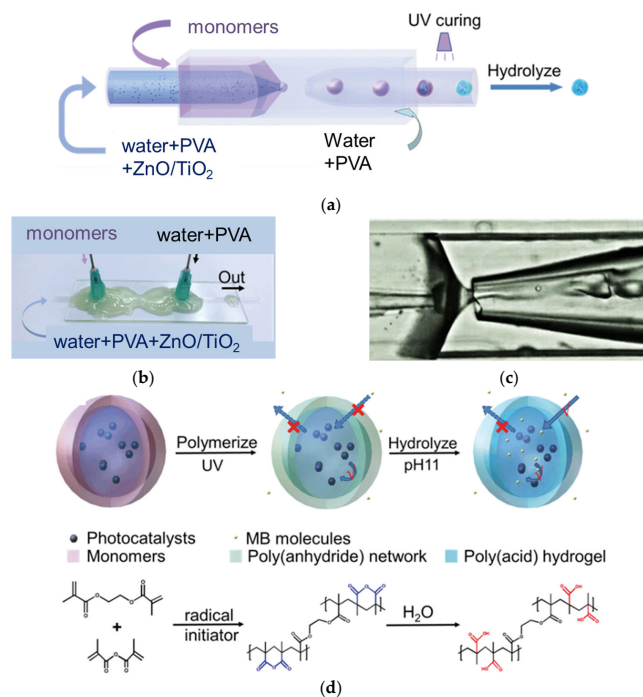 monomers
UV curing
Hydrolyze
water+PVA
+ZnO/TiO₂
Water
+PVA
(a)
monomers
water+PVA
Out
water+PVA+ZnO/TiO₂
(b)
(c)
Polymerize
UV
Hydrolyze
pH11
Photocatalysts
MB molecules
Monomers
Poly(anhydride) network
Poly(acid) hydrogel
+
radical
initiator
H₂O
(d)